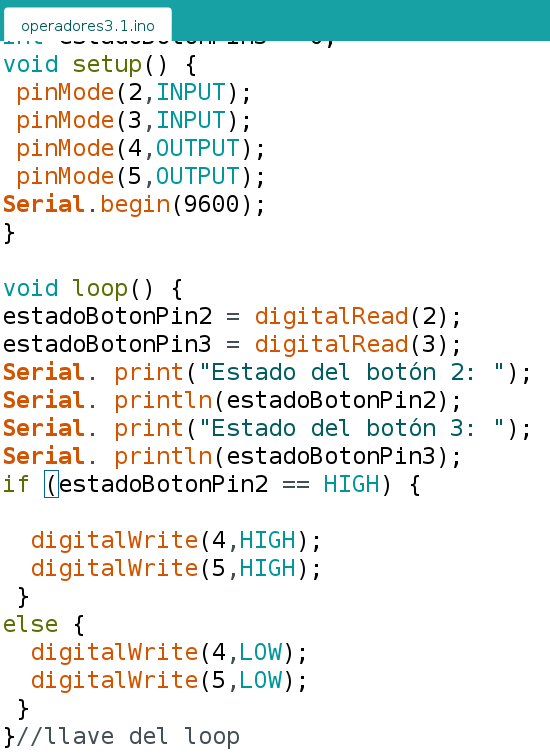 operadores3.1.ino
void setup() {
pinMode(2,INPUT);
pinMode(3,INPUT);
pinMode(4,OUTPUT);
pinMode(5,OUTPUT);
Serial.begin(9600);
}
void loop() {
estadoBotonPin2 = digitalRead(2);
estadoBotonPin3 = digitalRead(3);
Serial. print("Estado del botón 2: ");
Serial. println(estadoBotonPin2);
Serial. print("Estado del botón 3: ");
Serial. println(estadoBotonPin3);
if (estadoBotonPin2 == HIGH) {
digitalWrite(4,HIGH);
digitalWrite(5,HIGH);
}
else {
digitalWrite(4,LOW);
digitalWrite(5,LOW);
}
}//llave del loop